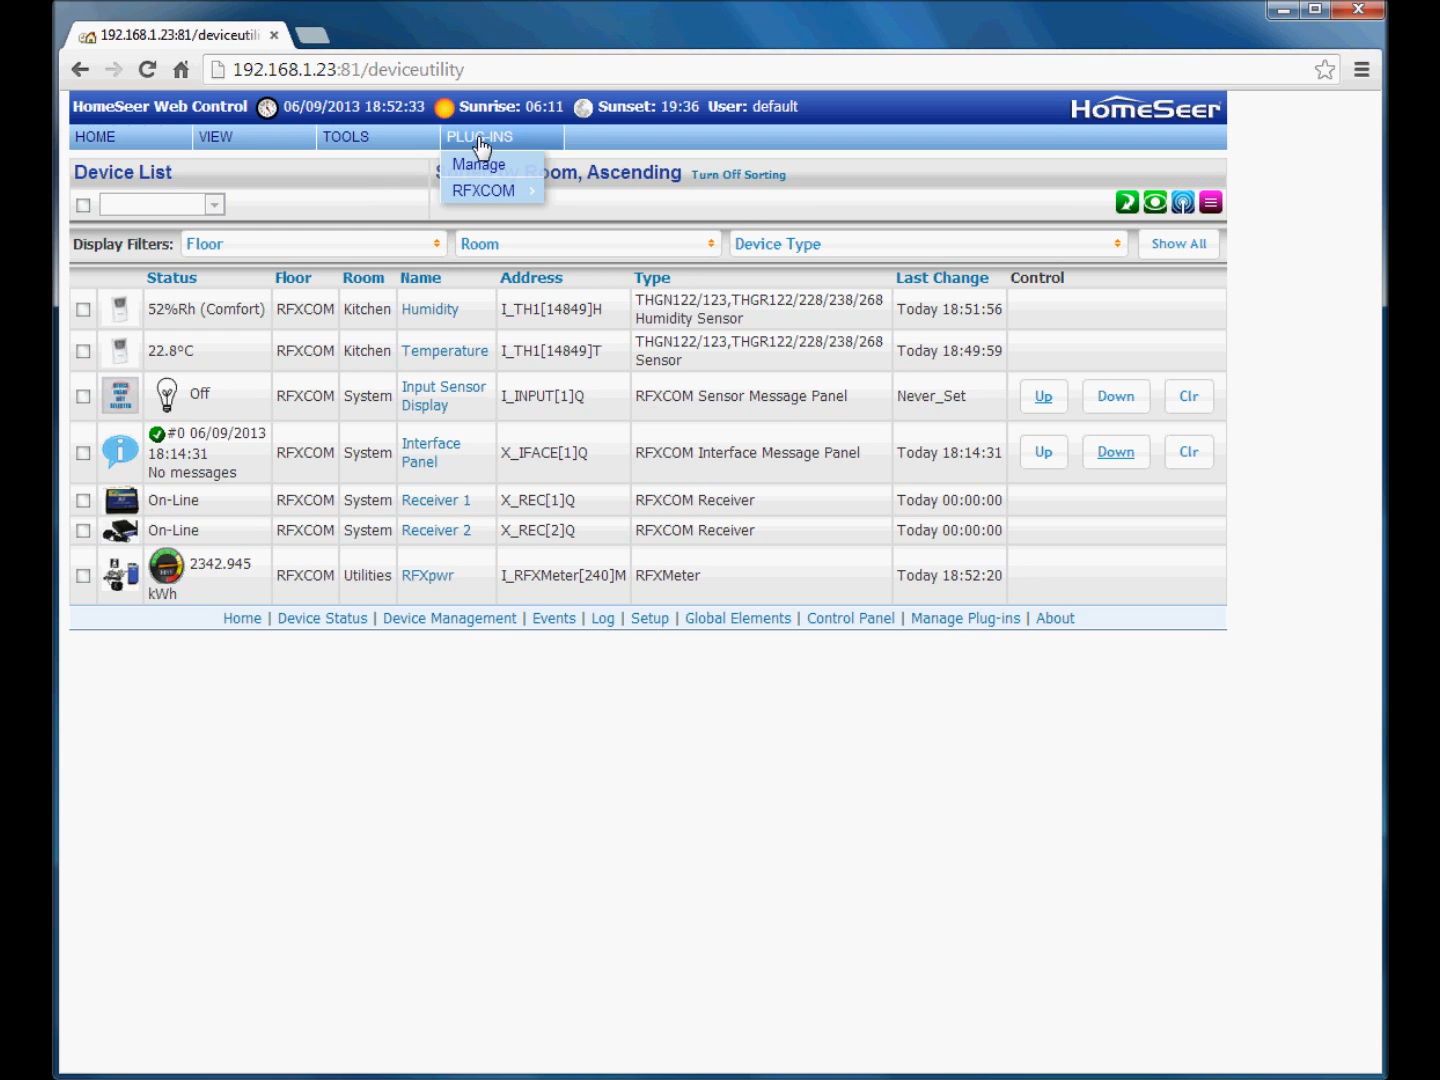 192.168.1.23:81/deviceutili
192.168.1.23:81/deviceutility
HomeSeer Web Control 06/09/2013 18:52:33 Sunrise: 06:11 Sunset: 19:36 User: default
HomeSeer
HOME VIEW TOOLS PLUG-INS
Manage
RFXCOM
Device List
Room, Ascending Turn Off Sorting
Display Filters: Floor Room Device Type Show All
Status Floor Room Name Address Type Last Change Control
52%Rh (Comfort) RFXCOM Kitchen Humidity I_TH1[14849]H THGN122/123,THGR122/228/238/268 Humidity Sensor Today 18:51:56
22.8°C RFXCOM Kitchen Temperature I_TH1[14849]T THGN122/123,THGR122/228/238/268 Sensor Today 18:49:59
Off RFXCOM System Input Sensor Display I_INPUT[1]Q RFXCOM Sensor Message Panel Never_Set Up Down Clr
#0 06/09/2013 18:14:31 No messages RFXCOM System Interface Panel X_IFACE[1]Q RFXCOM Interface Message Panel Today 18:14:31 Up Down Clr
On-Line RFXCOM System Receiver 1 X_REC[1]Q RFXCOM Receiver Today 00:00:00
On-Line RFXCOM System Receiver 2 X_REC[2]Q RFXCOM Receiver Today 00:00:00
2342.945 kWh RFXCOM Utilities RFXpwr I_RFXMeter[240]M RFXMeter Today 18:52:20
Home | Device Status | Device Management | Events | Log | Setup | Global Elements | Control Panel | Manage Plug-ins | About